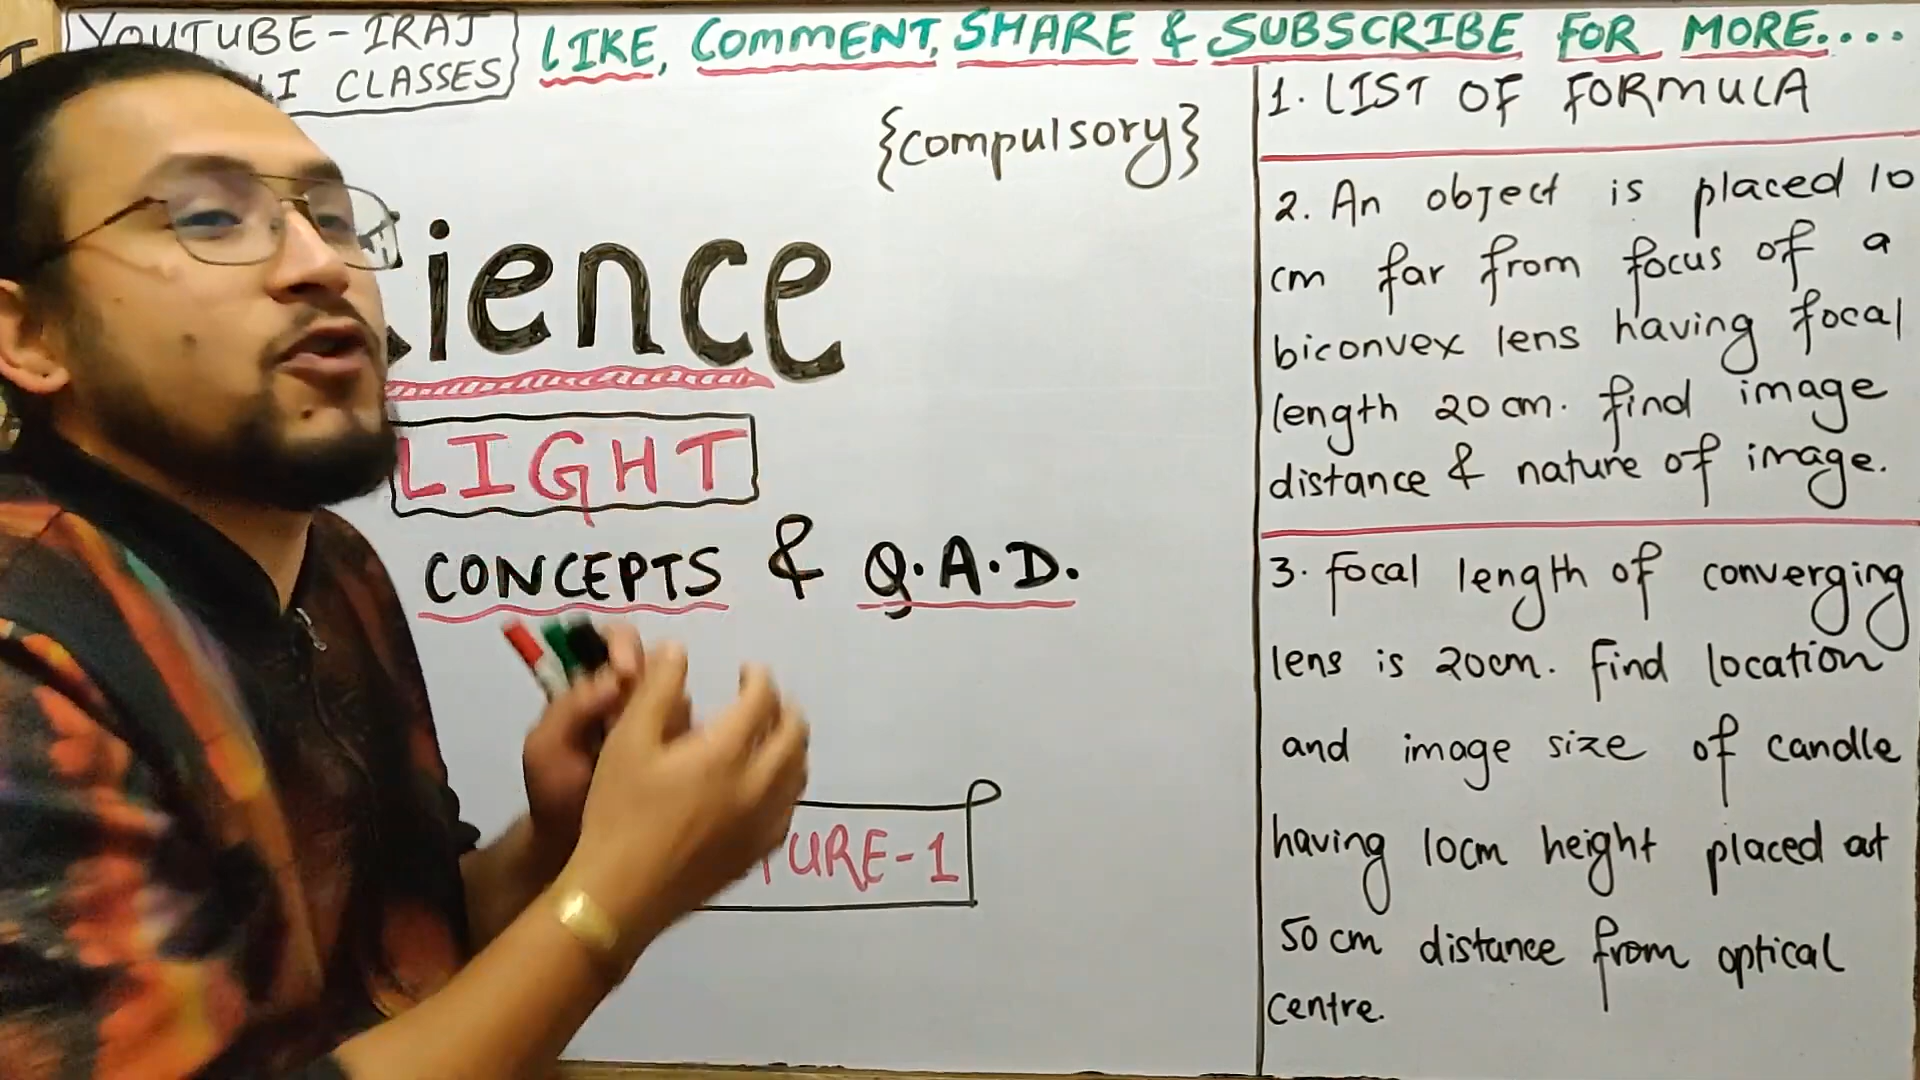 YOUTUBE - IRAJ
LI CLASSES
LIKE, COMMENT, SHARE & SUBSCRIBE FOR MORE....
{compulsory}
ience
LIGHT
CONCEPTS & Q.A.D.
TURE-1
1. LIST OF FORMULA
2. An object is placed 10
cm far from focus of a
biconvex lens having focal
length 20 cm. find image
distance & nature of image.
3. focal length of converging
lens is 20cm. Find location
and image size of candle
having 10cm height placed at
50 cm distance from optical
centre.